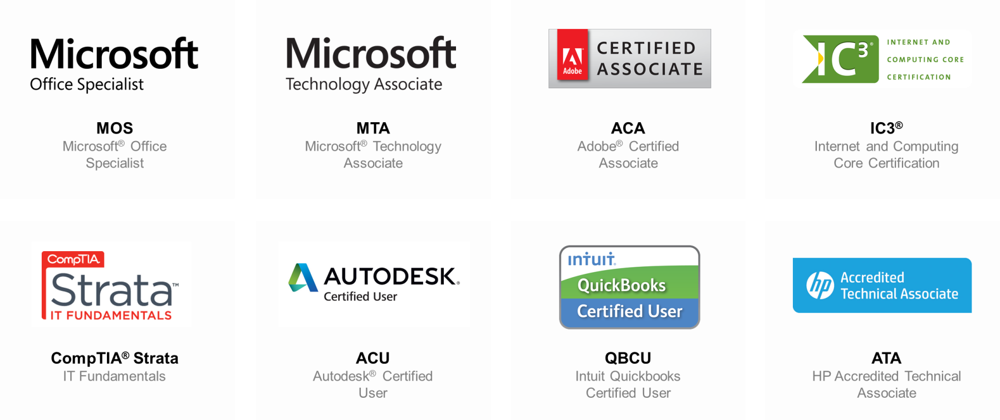 Microsoft
Office Specialist
MOS
Microsoft® Office
Specialist
Microsoft
Technology Associate
MTA
Microsoft® Technology
Associate
Adobe
CERTIFIED
ASSOCIATE
ACA
Adobe® Certified
Associate
IC3®
INTERNET AND
COMPUTING CORE
CERTIFICATION
IC3®
Internet and Computing
Core Certification
CompTIA
Strata™
IT FUNDAMENTALS
CompTIA® Strata
IT Fundamentals
AUTODESK®
Certified User
ACU
Autodesk® Certified
User
intuit®
QuickBooks
Certified User
QBCU
Intuit Quickbooks
Certified User
hp
Accredited
Technical Associate
ATA
HP Accredited Technical
Associate